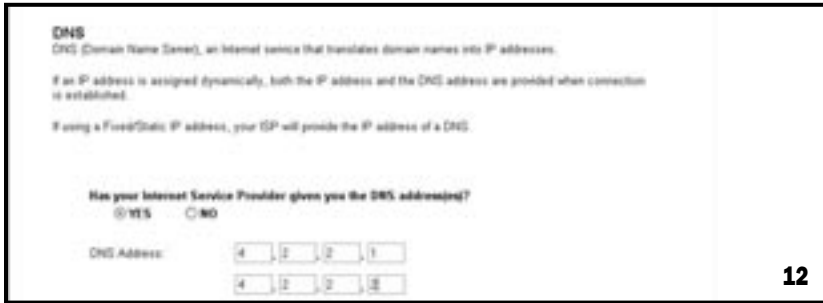 DNS
DNS (Domain Name Server), an Internet service that translates domain names into IP addresses.
If an IP address is assigned dynamically, both the IP address and the DNS address are provided when connection
is established.
If using a Fixed/Static IP address, your ISP will provide the IP address of a DNS.
Has your Internet Service Provider given you the DNS address(es)?
YES NO
DNS Address: 4 . 2 . 2 . 1
4 . 2 . 2 .
12